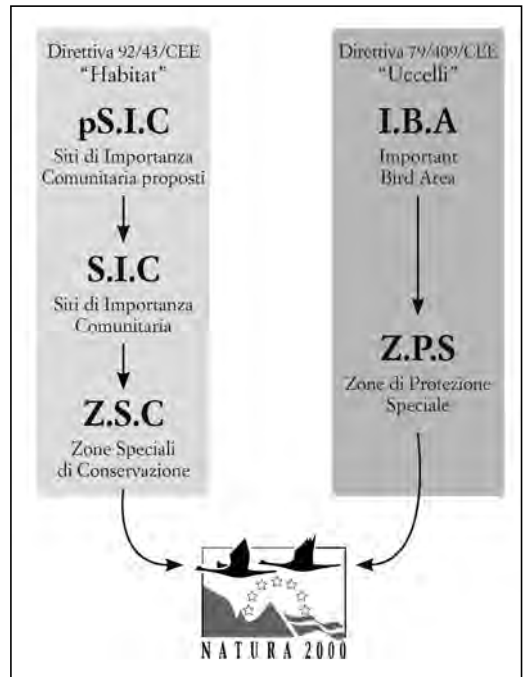 Direttiva 92/43/CEE
“Habitat”
pS.I.C
Siti di Importanza
Comunitaria proposti
S.I.C
Siti di Importanza
Comunitaria
Z.S.C
Zone Speciali
di Conservazione
Direttiva 79/409/CEE
“Uccelli”
I.B.A
Important
Bird Area
Z.P.S
Zone di Protezione
Speciale
NATURA 2000